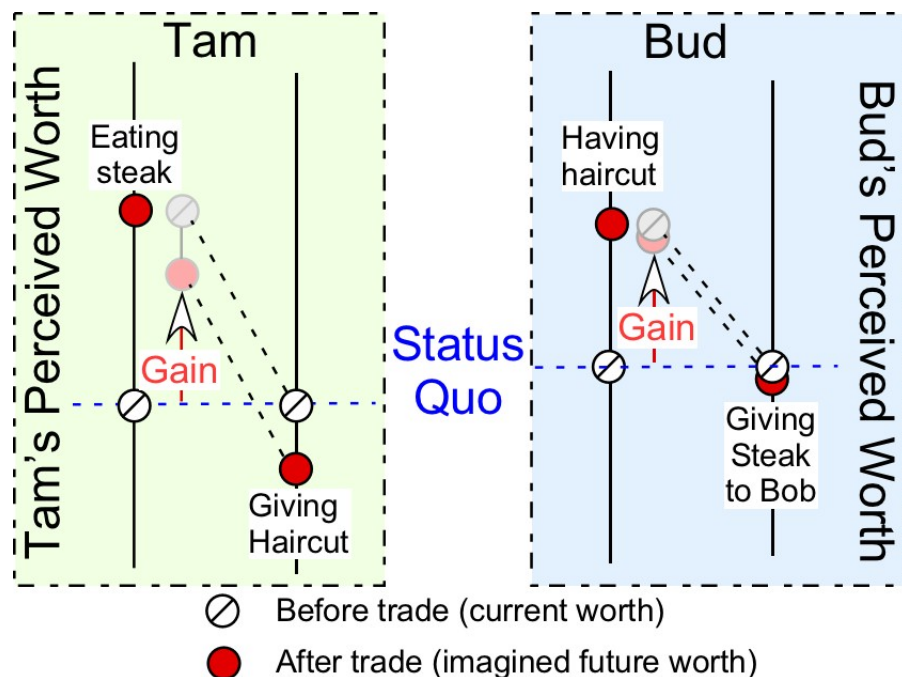 Tam
Tam's Perceived Worth
Eating
steak
Gain
Giving
Haircut
Status
Quo
Bud
Having
haircut
Gain
Giving
Steak
to Bob
Bud's Perceived Worth
Before trade (current worth)
After trade (imagined future worth)